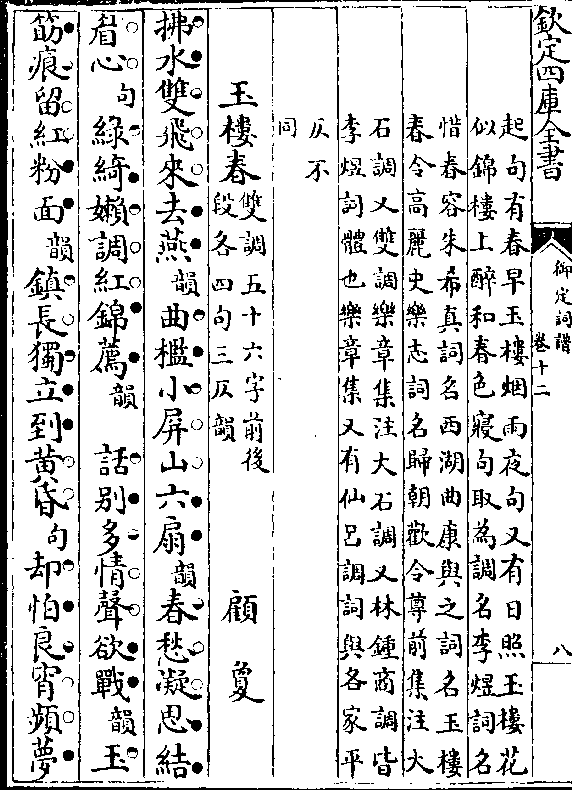 欽定四庫全書
御定詞譜
卷十二
八
起句有春早玉樓烟雨夜句又有日照玉樓花
似錦樓上醉和春色寢句取為調名李煜詞名
惜春容朱希真詞名西湖曲康與之詞名玉樓
春令高麗史樂志詞名歸朝歡令尊前集注大
石調又雙調樂章集注大石調又林鍾商調皆
李煜詞體也樂章集又有仙呂調詞與各家平
仄不
同
玉樓春 雙調五十六字前後
段各四句三仄韻 顧夐
拂水雙飛來去燕韻曲檻小屏山六扇韻春愁凝思結
眉心句綠綺嬾調紅錦薦韻 話别多情聲欲戰韻玉
筯痕留紅粉面韻鎮長獨立到黄昏句却怕良宵頻夢